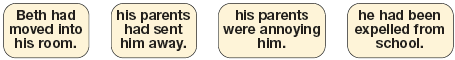 Beth had
moved into
his room.
his parents
had sent
him away.
his parents
were annoying
him.
he had been
expelled from
school.